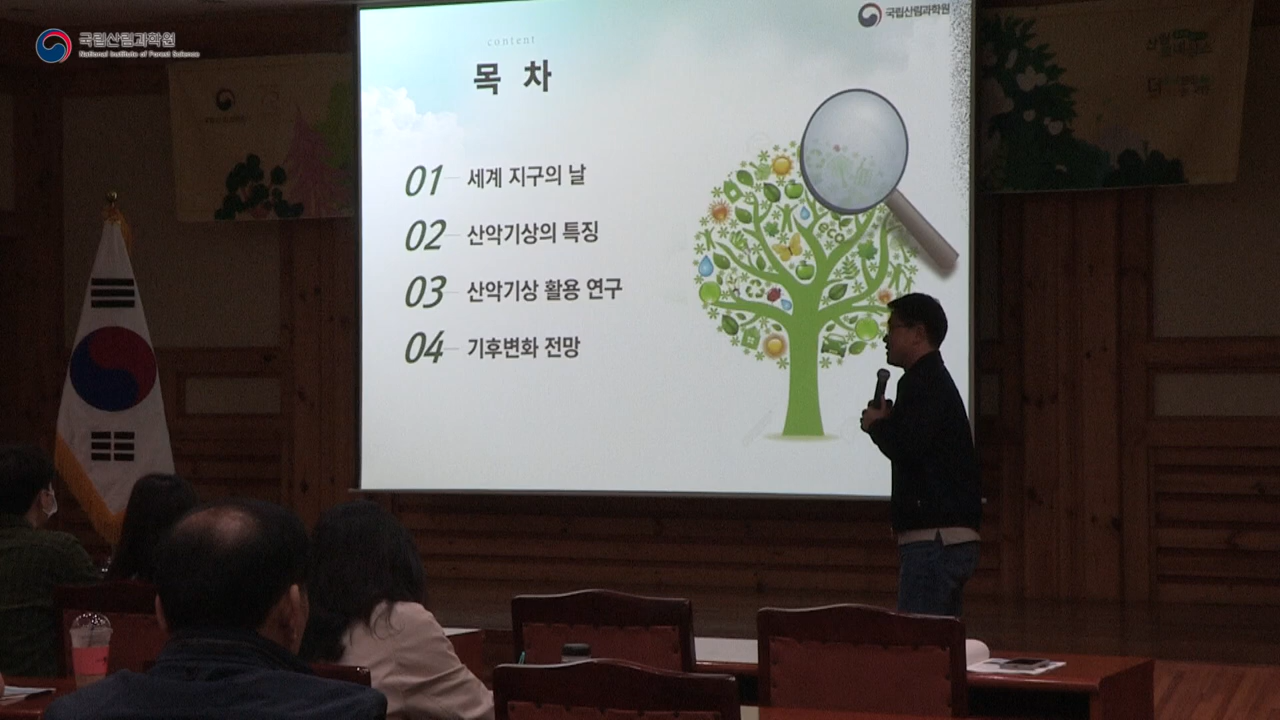 국립산림과학원
National Institute of Forest Science
국립산림과학원
content
목 차
01 세계 지구의 날
02 산악기상의 특징
03 산악기상 활용 연구
04 기후변화 전망
eco